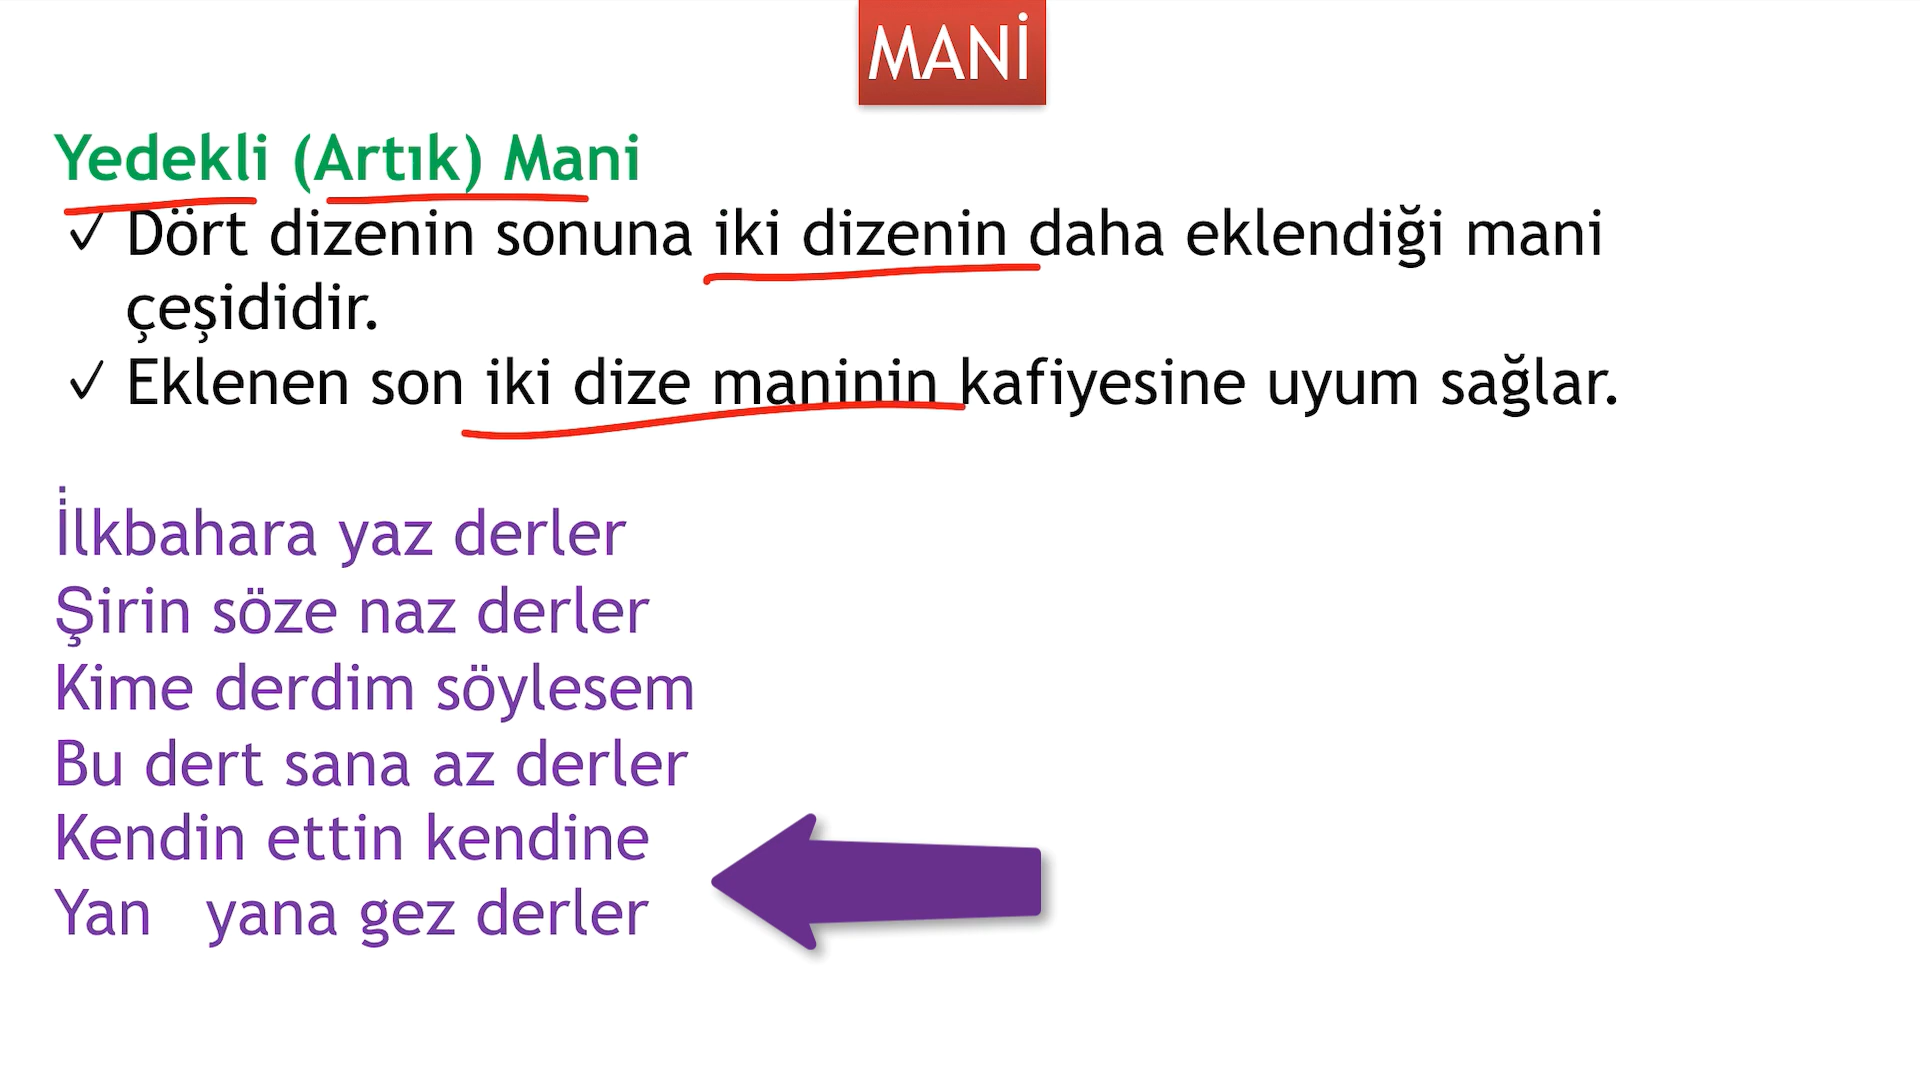 MANİ
Yedekli (Artık) Mani
✓ Dört dizenin sonuna iki dizenin daha eklendiği mani
çeşididir.
✓ Eklenen son iki dize maninin kafiyesine uyum sağlar.
İlkbahara yaz derler
Şirin söze naz derler
Kime derdim söylesem
Bu dert sana az derler
Kendin ettin kendine
Yan yana gez derler